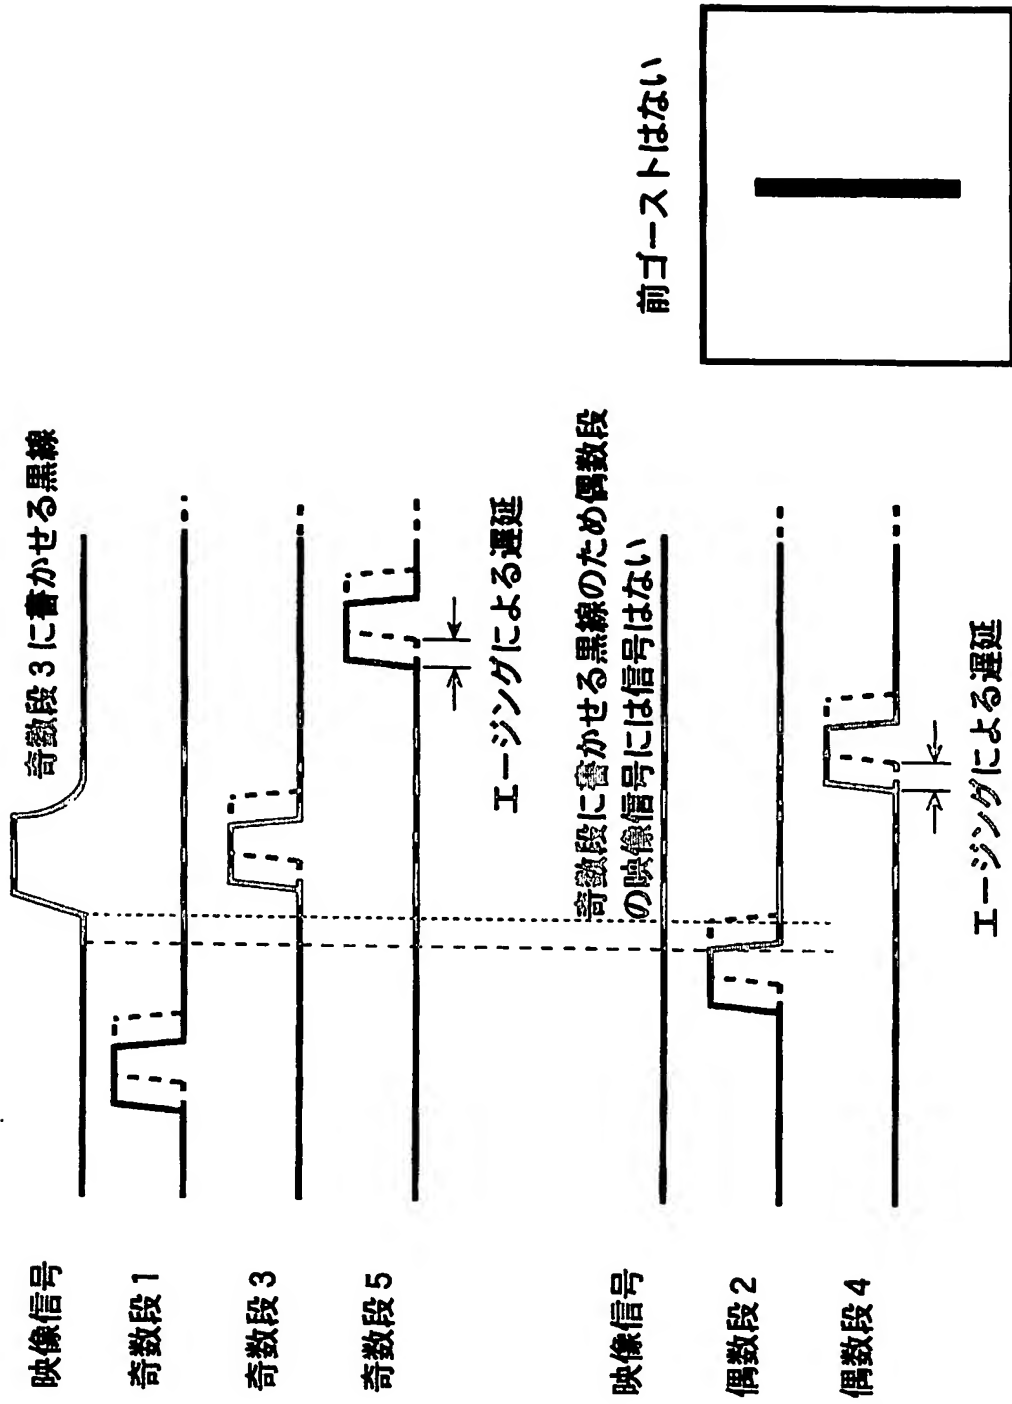 映像信号
奇数段3に書かせる黒線
奇数段1
奇数段3
奇数段5
エージングによる遅延
映像信号
奇数段に書かせる黒線のため偶数段
の映像信号には信号はない
偶数段2
偶数段4
エージングによる遅延
前ゴーストはない